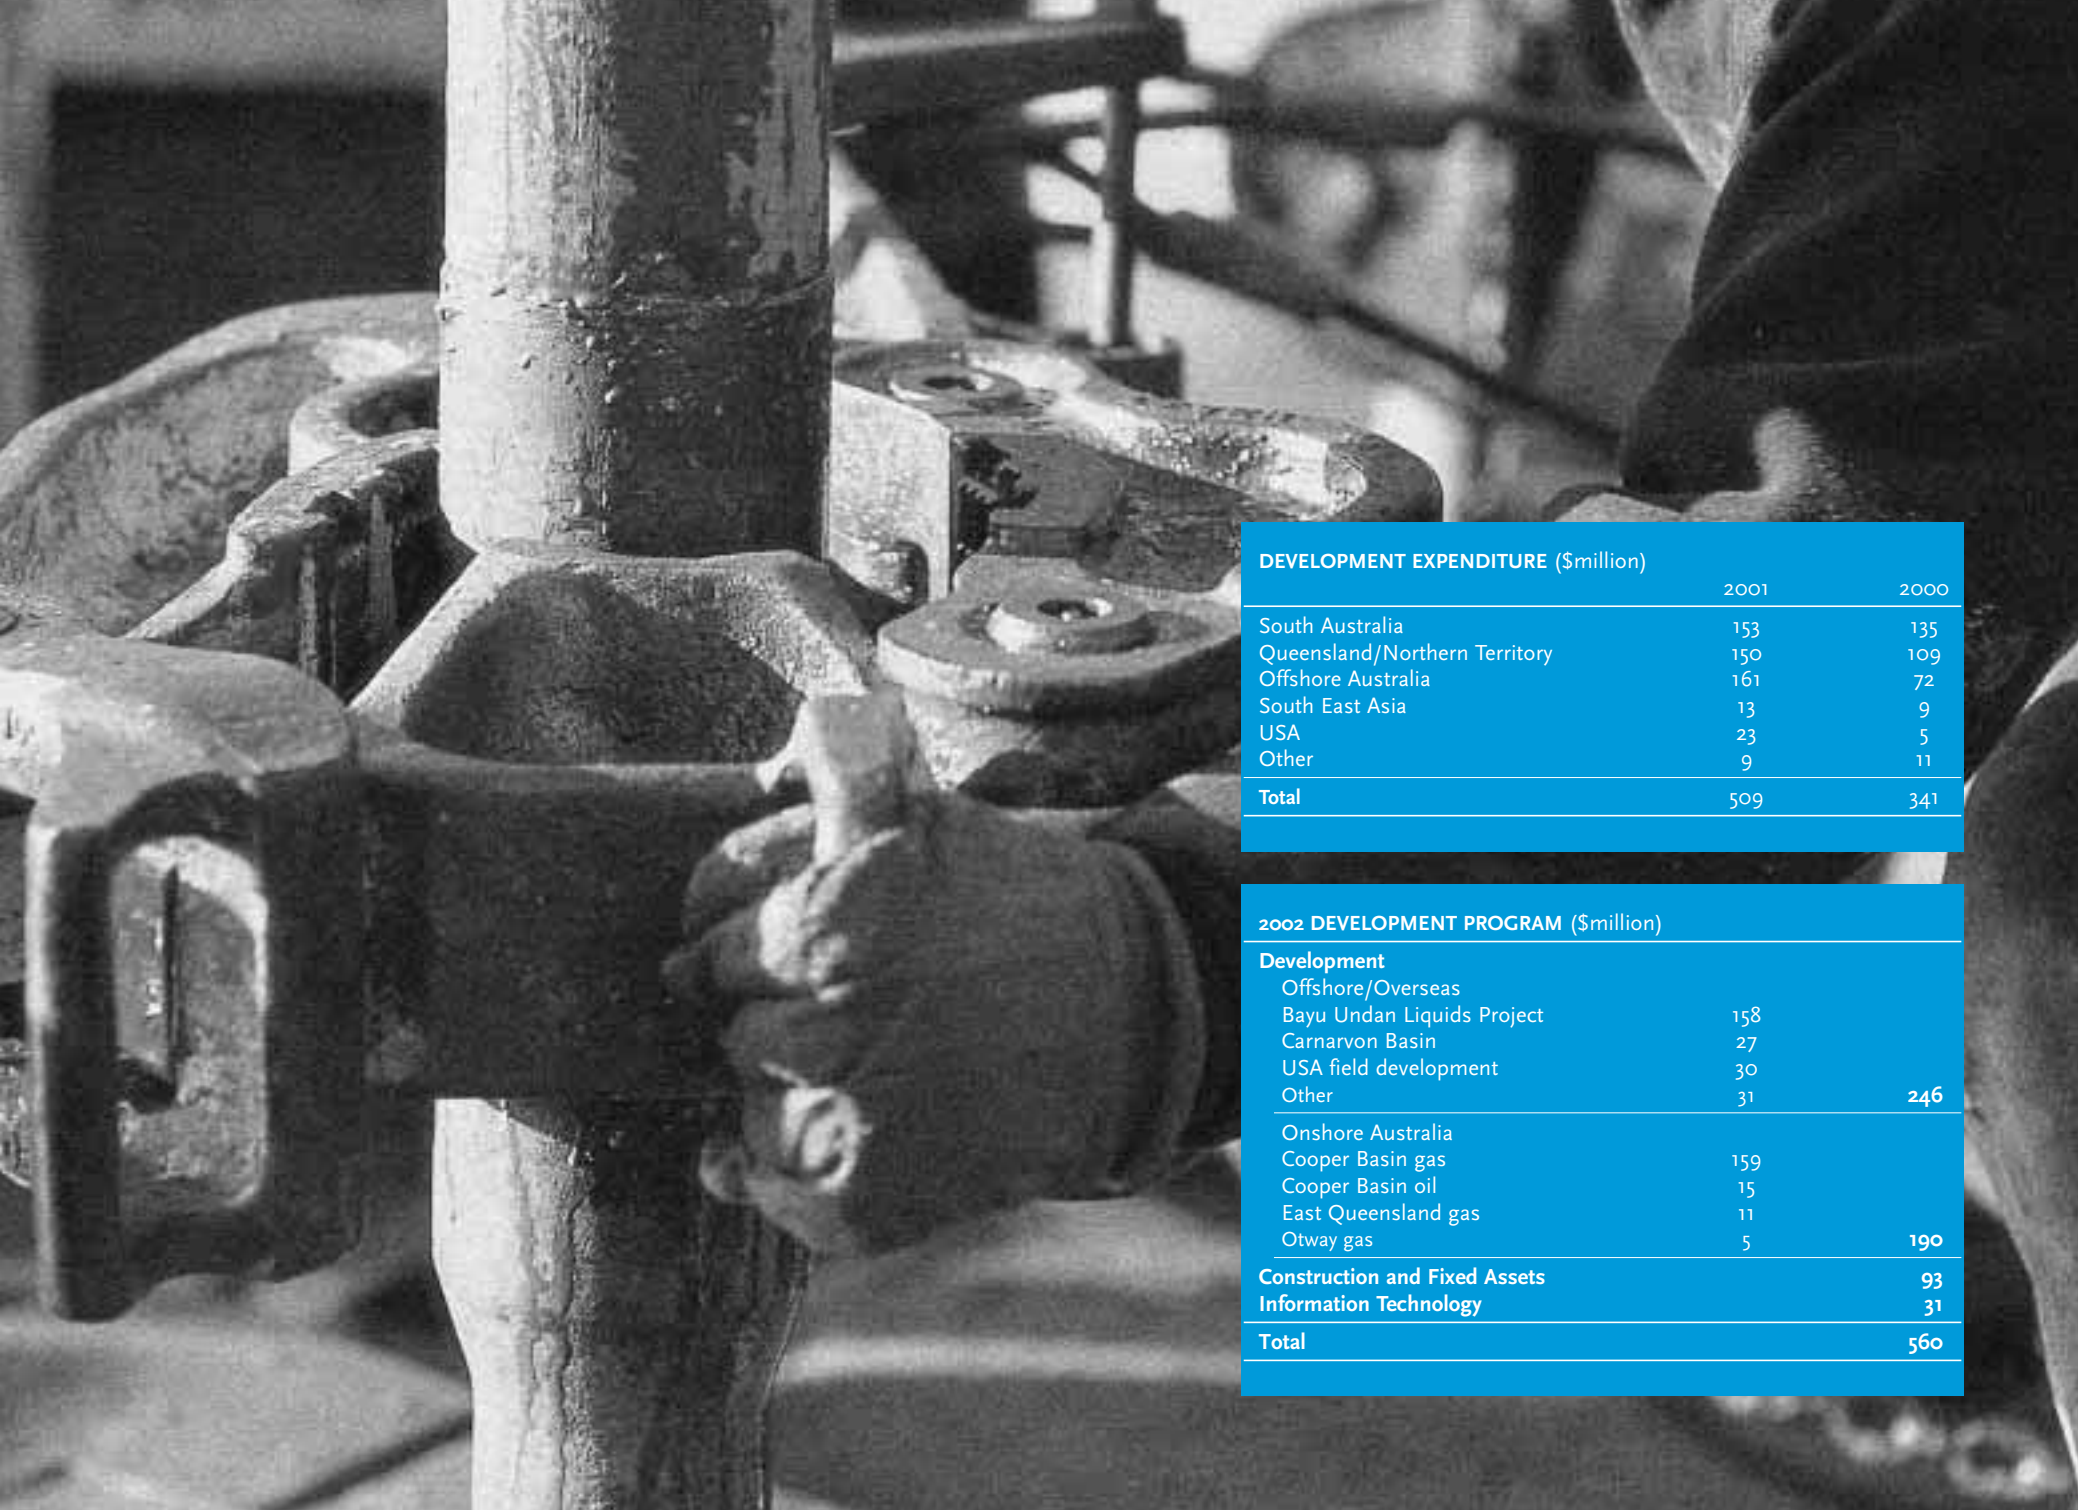 DEVELOPMENT EXPENDITURE ($million)
2001 2000
South Australia 153 135
Queensland/Northern Territory 150 109
Offshore Australia 161 72
South East Asia 13 9
USA 23 5
Other 9 11
Total 509 341
2002 DEVELOPMENT PROGRAM ($million)
Development
Offshore/Overseas
Bayu Undan Liquids Project 158
Carnarvon Basin 27
USA field development 30
Other 31 246
Onshore Australia
Cooper Basin gas 159
Cooper Basin oil 15
East Queensland gas 11
Otway gas 5 190
Construction and Fixed Assets 93
Information Technology 31
Total 560